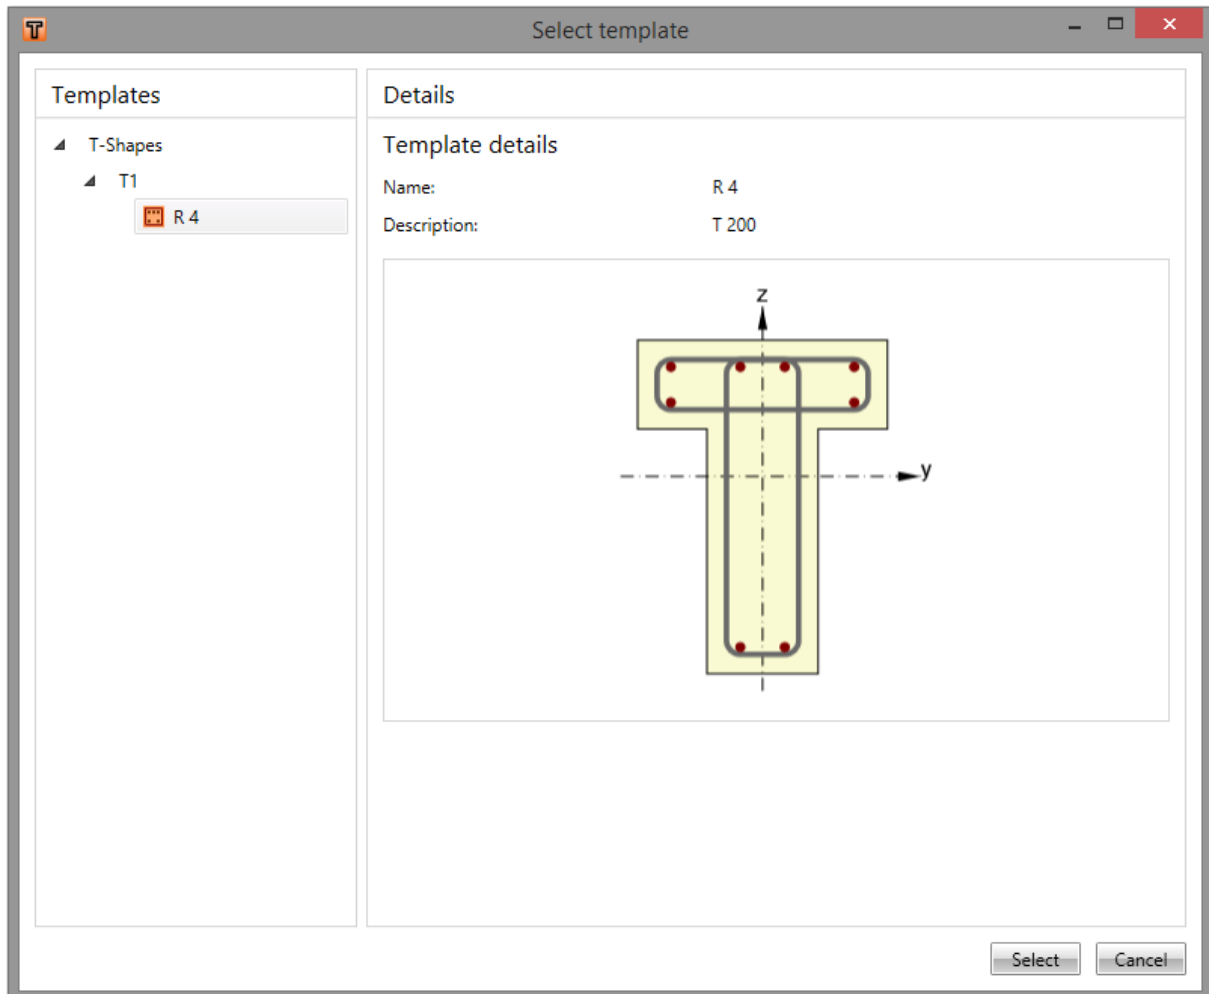 Select template
Templates
T-Shapes
T1
R 4
Details
Template details
Name: R 4
Description: T 200
z
y
Select Cancel